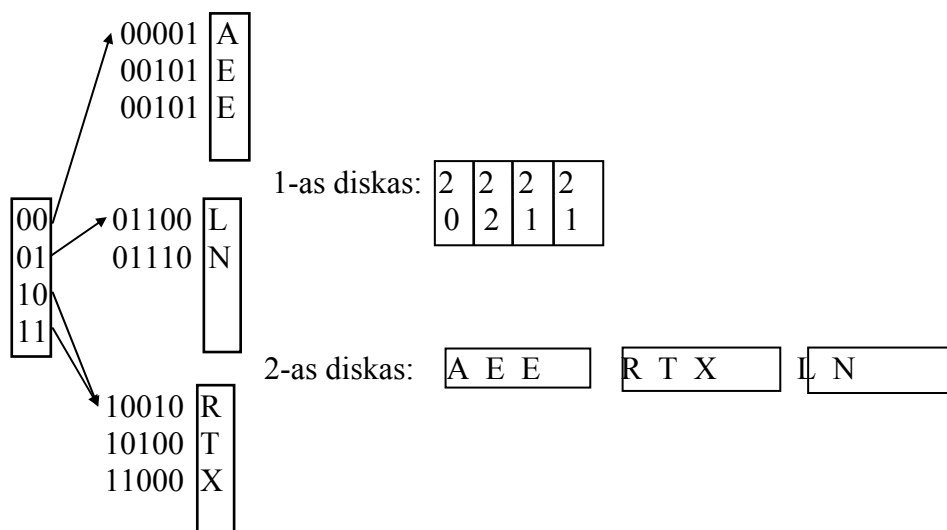 00001 A
00101 E
00101 E
00
01
10
11
01100 L
01110 N
10010 R
10100 T
11000 X
1-as diskas: 2 2 2 2
0 2 1 1
2-as diskas: A E E R T X L N